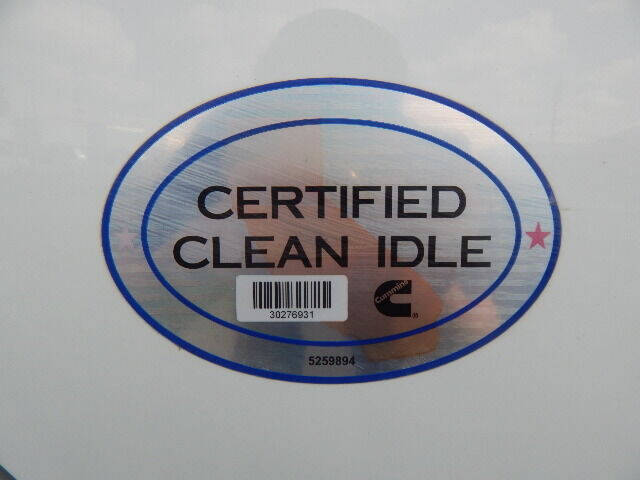 CERTIFIED
CLEAN IDLE
30276931
Cummins
®
5259894